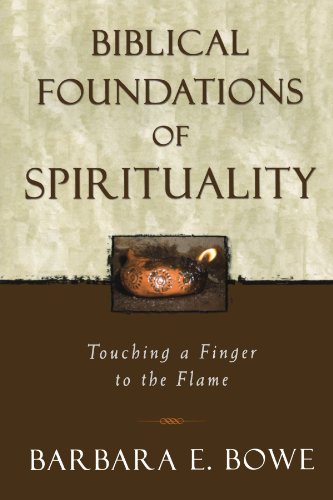 BIBLICAL
FOUNDATIONS
OF
SPIRITUALITY
Touching a Finger
to the Flame
BARBARA E. BOWE